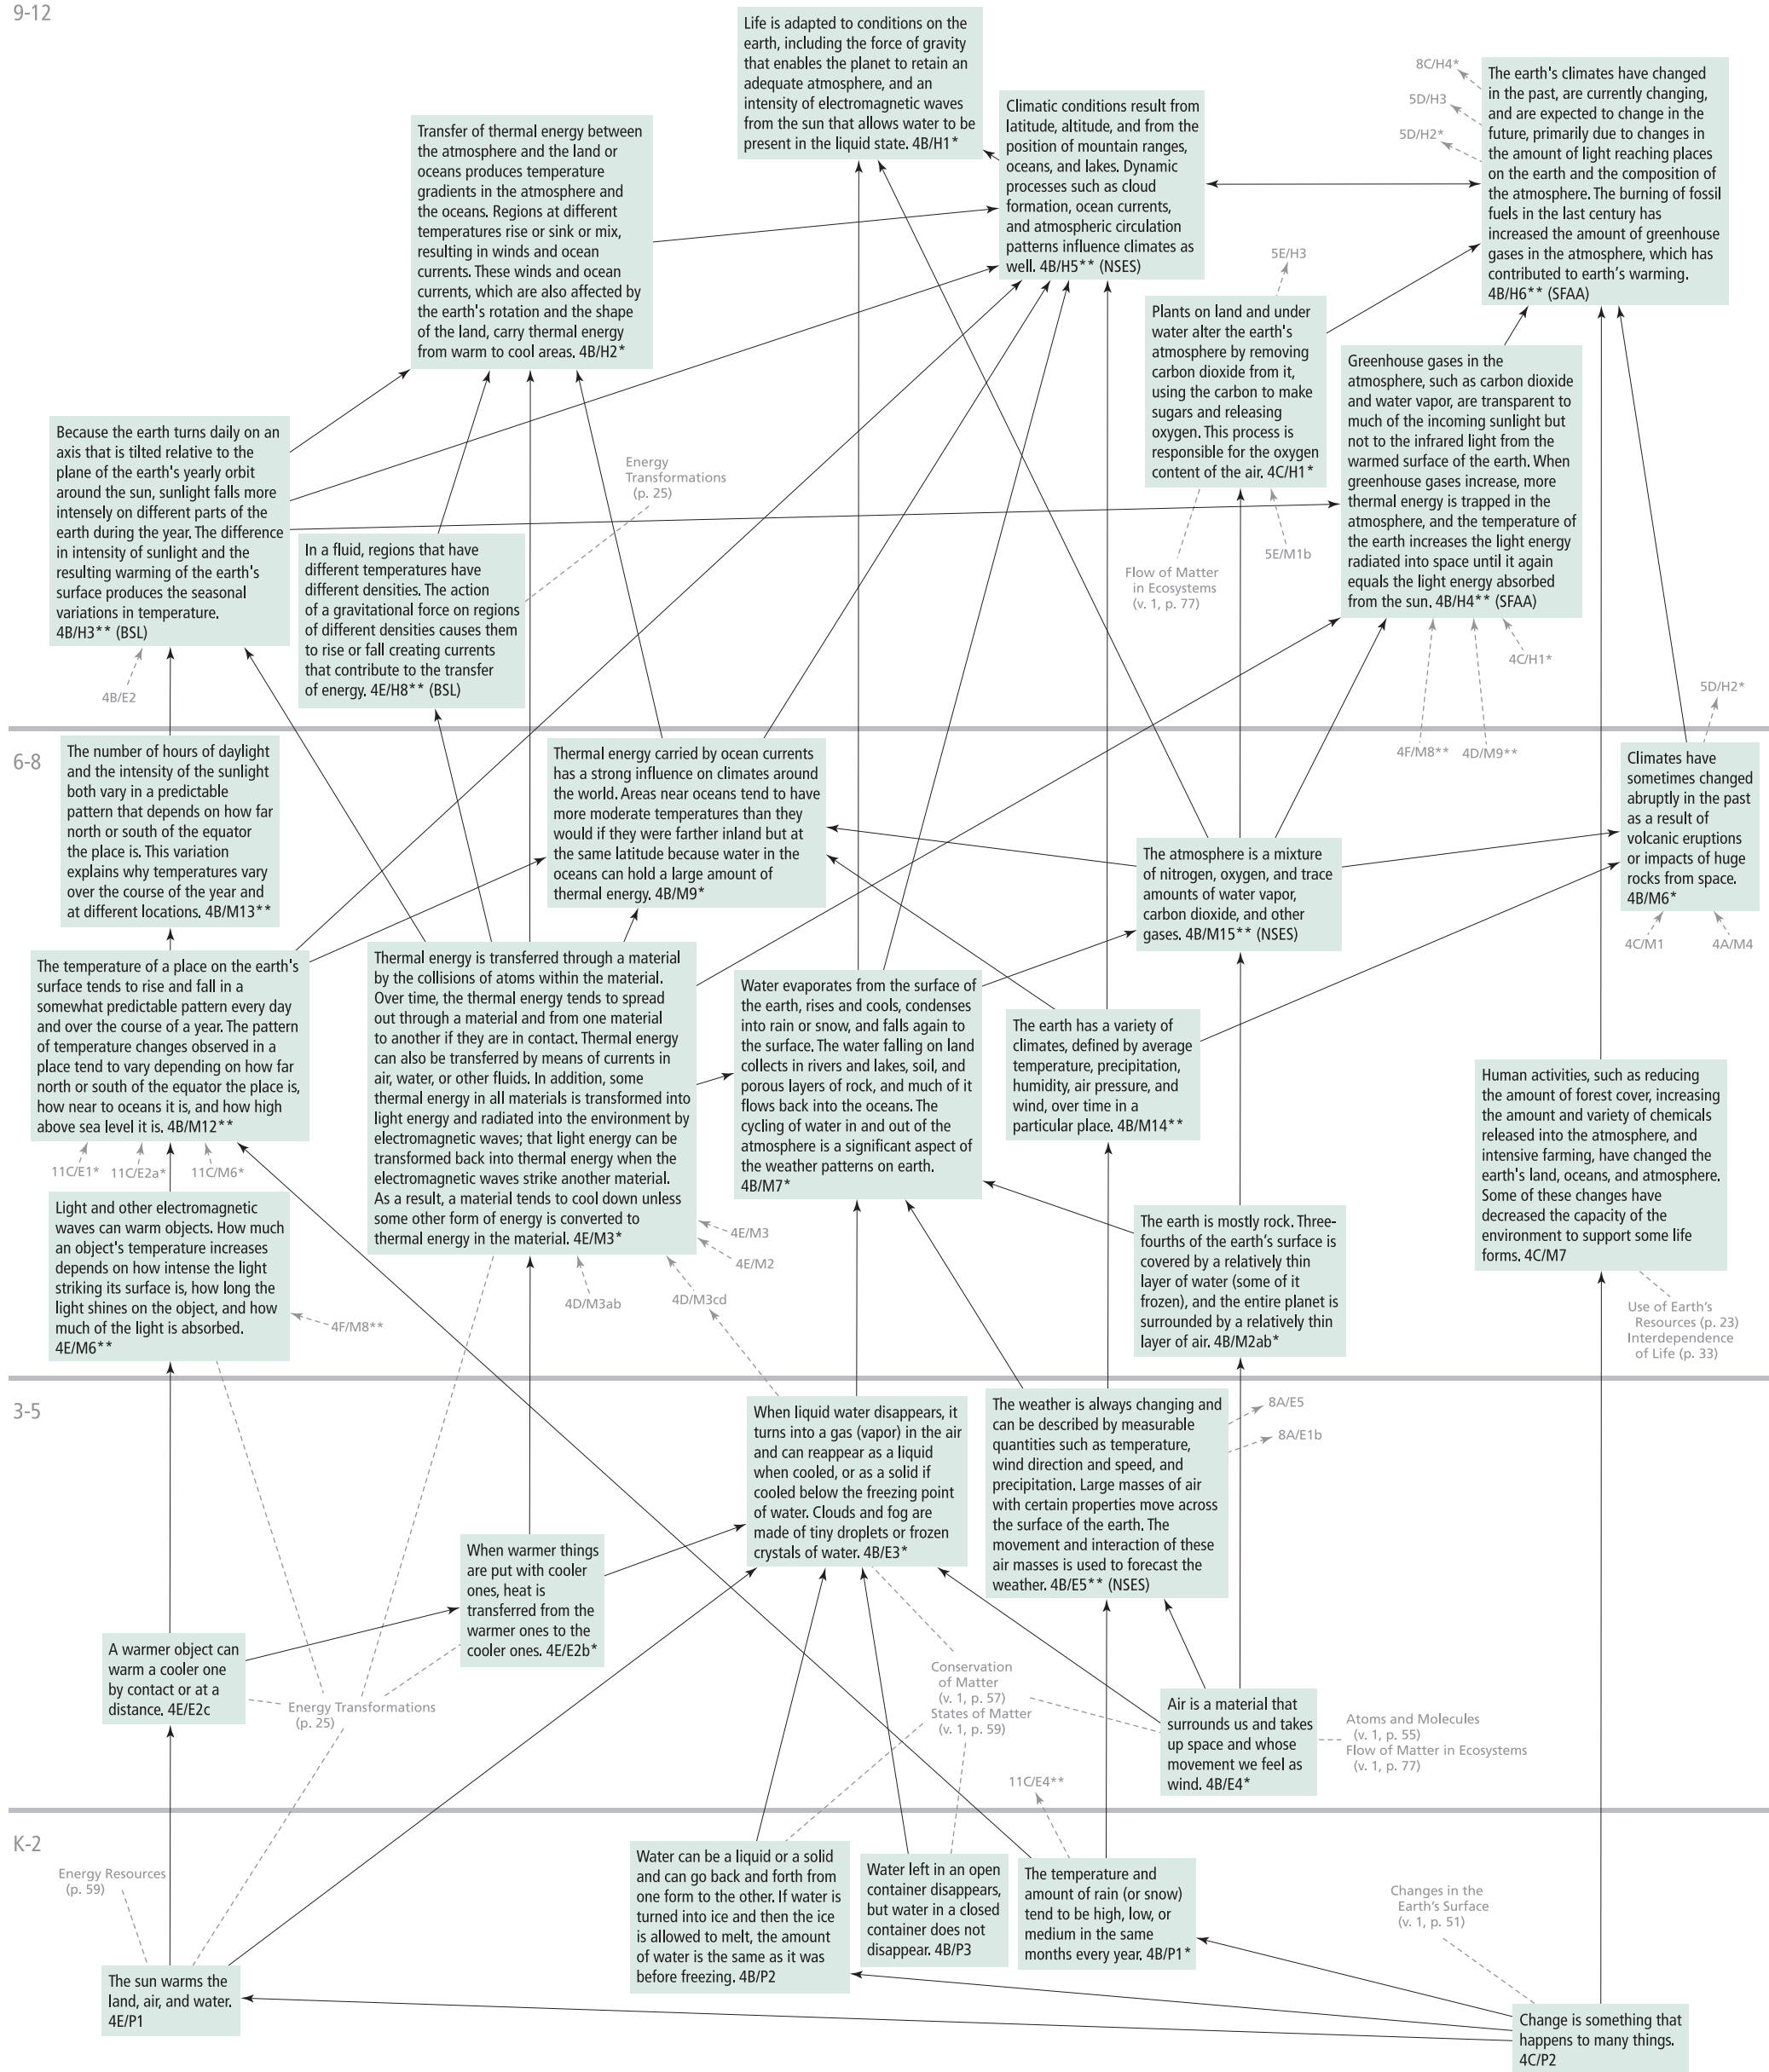 9-12
Life is adapted to conditions on the
earth, including the force of gravity
that enables the planet to retain an
adequate atmosphere, and an
intensity of electromagnetic waves
from the sun that allows water to be
present in the liquid state. 4B/H1*
Climatic conditions result from
latitude, altitude, and from the
position of mountain ranges,
oceans, and lakes. Dynamic
processes such as cloud
formation, ocean currents,
and atmospheric circulation
patterns influence climates as
well. 4B/H5** (NSES)
8C/H4*
5D/H3
5D/H2*
The earth's climates have changed
in the past, are currently changing,
and are expected to change in the
future, primarily due to changes in
the amount of light reaching places
on the earth and the composition of
the atmosphere. The burning of fossil
fuels in the last century has
increased the amount of greenhouse
gases in the atmosphere, which has
contributed to earth's warming.
4B/H6** (SFAA)
Transfer of thermal energy between
the atmosphere and the land or
oceans produces temperature
gradients in the atmosphere and
the oceans. Regions at different
temperatures rise or sink or mix,
resulting in winds and ocean
currents. These winds and ocean
currents, which are also affected by
the earth's rotation and the shape
of the land, carry thermal energy
from warm to cool areas. 4B/H2*
5E/H3
Plants on land and under
water alter the earth's
atmosphere by removing
carbon dioxide from it,
using the carbon to make
sugars and releasing
oxygen. This process is
responsible for the oxygen
content of the air. 4C/H1*
Greenhouse gases in the
atmosphere, such as carbon dioxide
and water vapor, are transparent to
much of the incoming sunlight but
not to the infrared light from the
warmed surface of the earth. When
greenhouse gases increase, more
thermal energy is trapped in the
atmosphere, and the temperature of
the earth increases the light energy
radiated into space until it again
equals the light energy absorbed
from the sun. 4B/H4** (SFAA)
Because the earth turns daily on an
axis that is tilted relative to the
plane of the earth's yearly orbit
around the sun, sunlight falls more
intensely on different parts of the
earth during the year. The difference
in intensity of sunlight and the
resulting warming of the earth's
surface produces the seasonal
variations in temperature.
4B/H3** (BSL)
Energy
Transformations
(p. 25)
In a fluid, regions that have
different temperatures have
different densities. The action
of a gravitational force on regions
of different densities causes them
to rise or fall creating currents
that contribute to the transfer
of energy. 4E/H8** (BSL)
5E/M1b
Flow of Matter
in Ecosystems
(v. 1, p. 77)
4C/H1*
4B/E2
5D/H2*
4F/M8**
4D/M9**
6-8
The number of hours of daylight
and the intensity of the sunlight
both vary in a predictable
pattern that depends on how far
north or south of the equator
the place is. This variation
explains why temperatures vary
over the course of the year and
at different locations. 4B/M13**
Thermal energy carried by ocean currents
has a strong influence on climates around
the world. Areas near oceans tend to have
more moderate temperatures than they
would if they were farther inland but at
the same latitude because water in the
oceans can hold a large amount of
thermal energy. 4B/M9*
Climates have
sometimes changed
abruptly in the past
as a result of
volcanic eruptions
or impacts of huge
rocks from space.
4B/M6*
4C/M1
4A/M4
The atmosphere is a mixture
of nitrogen, oxygen, and trace
amounts of water vapor,
carbon dioxide, and other
gases. 4B/M15** (NSES)
The temperature of a place on the earth's
surface tends to rise and fall in a
somewhat predictable pattern every day
and over the course of a year. The pattern
of temperature changes observed in a
place tend to vary depending on how far
north or south of the equator the place is,
how near to oceans it is, and how high
above sea level it is. 4B/M12**
Thermal energy is transferred through a material
by the collisions of atoms within the material.
Over time, the thermal energy tends to spread
out through a material and from one material
to another if they are in contact. Thermal energy
can also be transferred by means of currents in
air, water, or other fluids. In addition, some
thermal energy in all materials is transformed into
light energy and radiated into the environment by
electromagnetic waves; that light energy can be
transformed back into thermal energy when the
electromagnetic waves strike another material.
As a result, a material tends to cool down unless
some other form of energy is converted to
thermal energy in the material. 4E/M3*
Water evaporates from the surface of
the earth, rises and cools, condenses
into rain or snow, and falls again to
the surface. The water falling on land
collects in rivers and lakes, soil, and
porous layers of rock, and much of it
flows back into the oceans. The
cycling of water in and out of the
atmosphere is a significant aspect of
the weather patterns on earth.
4B/M7*
The earth has a variety of
climates, defined by average
temperature, precipitation,
humidity, air pressure, and
wind, over time in a
particular place. 4B/M14**
Human activities, such as reducing
the amount of forest cover, increasing
the amount and variety of chemicals
released into the atmosphere, and
intensive farming, have changed the
earth's land, oceans, and atmosphere.
Some of these changes have
decreased the capacity of the
environment to support some life
forms. 4C/M7
11C/E1*
11C/E2a*
11C/M6*
Light and other electromagnetic
waves can warm objects. How much
an object's temperature increases
depends on how intense the light
striking its surface is, how long the
light shines on the object, and how
much of the light is absorbed.
4E/M6**
4F/M8**
4E/M3
4E/M2
4D/M3ab
4D/M3cd
The earth is mostly rock. Three-
fourths of the earth's surface is
covered by a relatively thin
layer of water (some of it
frozen), and the entire planet is
surrounded by a relatively thin
layer of air. 4B/M2ab*
Use of Earth's
Resources (p. 23)
Interdependence
of Life (p. 33)
3-5
When liquid water disappears, it
turns into a gas (vapor) in the air
and can reappear as a liquid
when cooled, or as a solid if
cooled below the freezing point
of water. Clouds and fog are
made of tiny droplets or frozen
crystals of water. 4B/E3*
The weather is always changing and
can be described by measurable
quantities such as temperature,
wind direction and speed, and
precipitation. Large masses of air
with certain properties move across
the surface of the earth. The
movement and interaction of these
air masses is used to forecast the
weather. 4B/E5** (NSES)
8A/E5
8A/E1b
When warmer things
are put with cooler
ones, heat is
transferred from the
warmer ones to the
cooler ones. 4E/E2b*
A warmer object can
warm a cooler one
by contact or at a
distance. 4E/E2c
Energy Transformations
(p. 25)
Conservation
of Matter
(v. 1, p. 57)
States of Matter
(v. 1, p. 59)
Air is a material that
surrounds us and takes
up space and whose
movement we feel as
wind. 4B/E4*
Atoms and Molecules
(v. 1, p. 55)
Flow of Matter in Ecosystems
(v. 1, p. 77)
11C/E4**
K-2
Energy Resources
(p. 59)
Water can be a liquid or a solid
and can go back and forth from
one form to the other. If water is
turned into ice and then the ice
is allowed to melt, the amount
of water is the same as it was
before freezing. 4B/P2
Water left in an open
container disappears,
but water in a closed
container does not
disappear. 4B/P3
The temperature and
amount of rain (or snow)
tend to be high, low, or
medium in the same
months every year. 4B/P1*
Changes in the
Earth's Surface
(v. 1, p. 51)
The sun warms the
land, air, and water.
4E/P1
Change is something that
happens to many things.
4C/P2